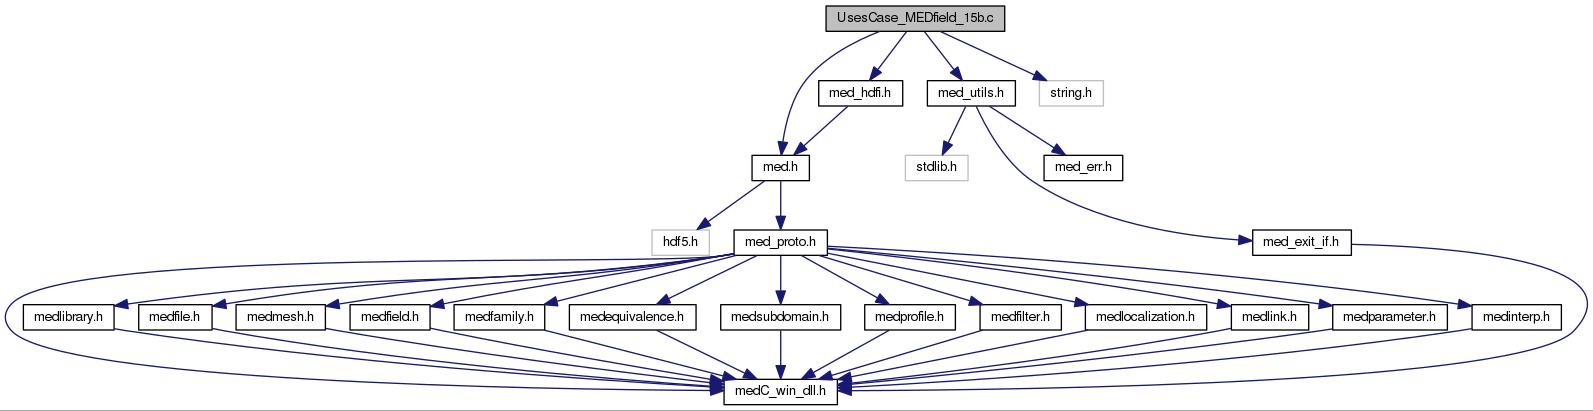 UsesCase_MEDfield_15b.c
med_hdfi.h
med_utils.h
string.h
med.h
stdlib.h
med_err.h
hdf5.h
med_proto.h
med_exit_if.h
medlibrary.h
medfile.h
medmesh.h
medfield.h
medfamily.h
medequivalence.h
medsubdomain.h
medprofile.h
medfilter.h
medlocalization.h
medlink.h
medparameter.h
medinterp.h
medC_win_dll.h